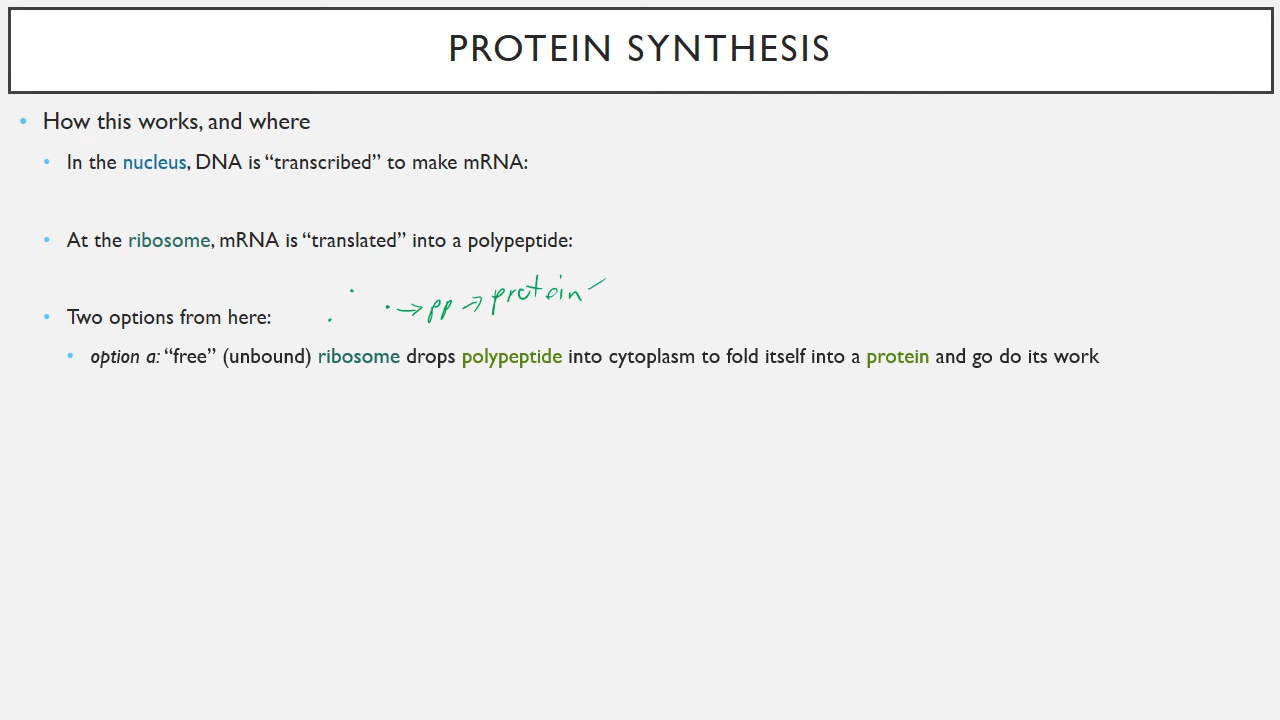 PROTEIN SYNTHESIS
• How this works, and where
• In the nucleus, DNA is “transcribed” to make mRNA:
• At the ribosome, mRNA is “translated” into a polypeptide:
→ pp → protein
• Two options from here:
• option a: “free” (unbound) ribosome drops polypeptide into cytoplasm to fold itself into a protein and go do its work